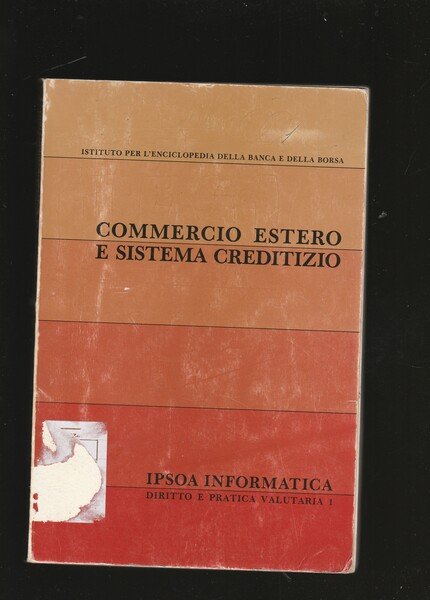 ISTITUTO PER L'ENCICLOPEDIA DELLA BANCA E DELLA BORSA
COMMERCIO ESTERO
E SISTEMA CREDITIZIO
IPSOA INFORMATICA
DIRITTO E PRATICA VALUTARIA 1